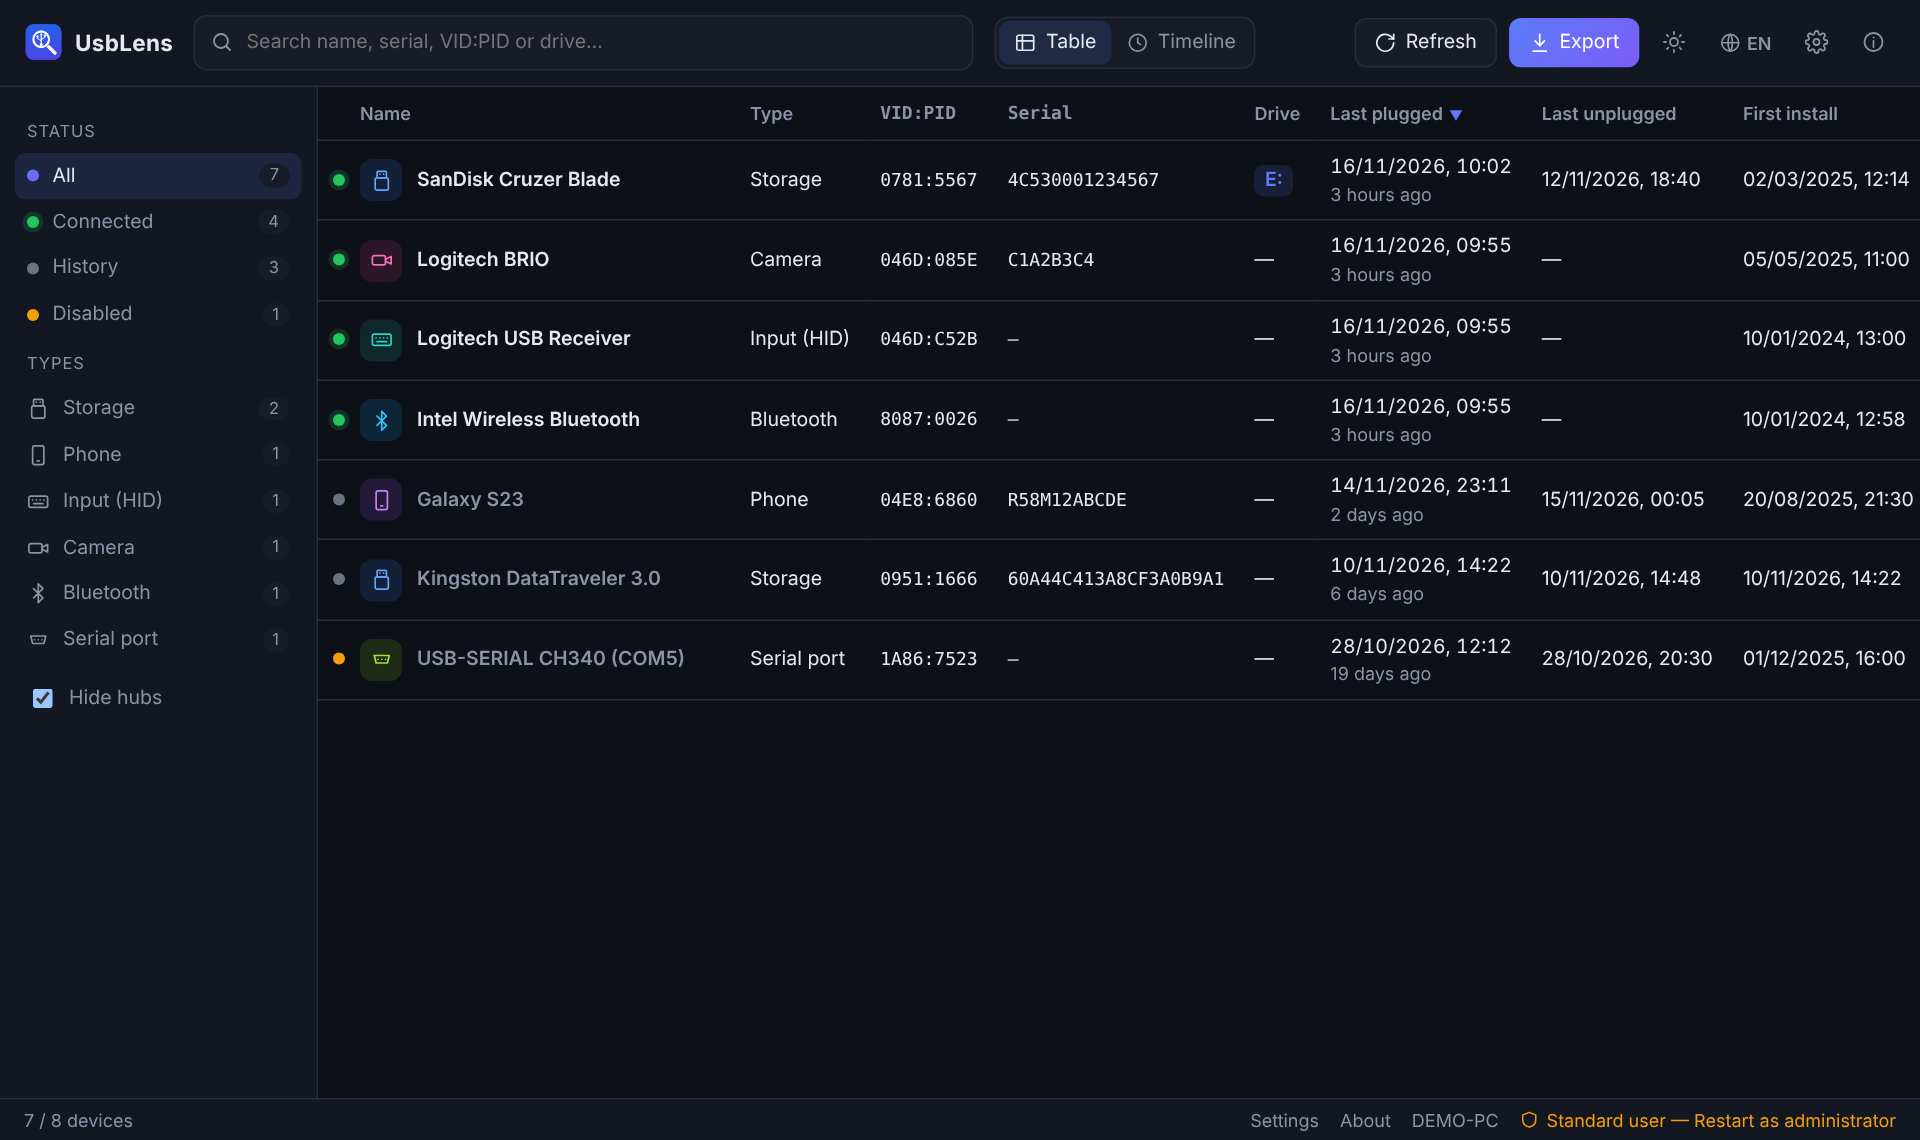 UsbLens
Search name, serial, VID:PID or drive...
Table
Timeline
Refresh
Export
EN
STATUS
All 7
Connected 4
History 3
Disabled 1
TYPES
Storage 2
Phone 1
Input (HID) 1
Camera 1
Bluetooth 1
Serial port 1
Hide hubs
Name Type VID:PID Serial Drive Last plugged ▼ Last unplugged First install
SanDisk Cruzer Blade Storage 0781:5567 4C530001234567 E: 16/11/2026, 10:02 12/11/2026, 18:40 02/03/2025, 12:14
3 hours ago
Logitech BRIO Camera 046D:085E C1A2B3C4 — 16/11/2026, 09:55 — 05/05/2025, 11:00
3 hours ago
Logitech USB Receiver Input (HID) 046D:C52B — — 16/11/2026, 09:55 — 10/01/2024, 13:00
3 hours ago
Intel Wireless Bluetooth Bluetooth 8087:0026 — — 16/11/2026, 09:55 — 10/01/2024, 12:58
3 hours ago
Galaxy S23 Phone 04E8:6860 R58M12ABCDE — 14/11/2026, 23:11 15/11/2026, 00:05 20/08/2025, 21:30
2 days ago
Kingston DataTraveler 3.0 Storage 0951:1666 60A44C413A8CF3A0B9A1 — 10/11/2026, 14:22 10/11/2026, 14:48 10/11/2026, 14:22
6 days ago
USB-SERIAL CH340 (COM5) Serial port 1A86:7523 — — 28/10/2026, 12:12 28/10/2026, 20:30 01/12/2025, 16:00
19 days ago
7 / 8 devices
Settings About DEMO-PC Standard user — Restart as administrator